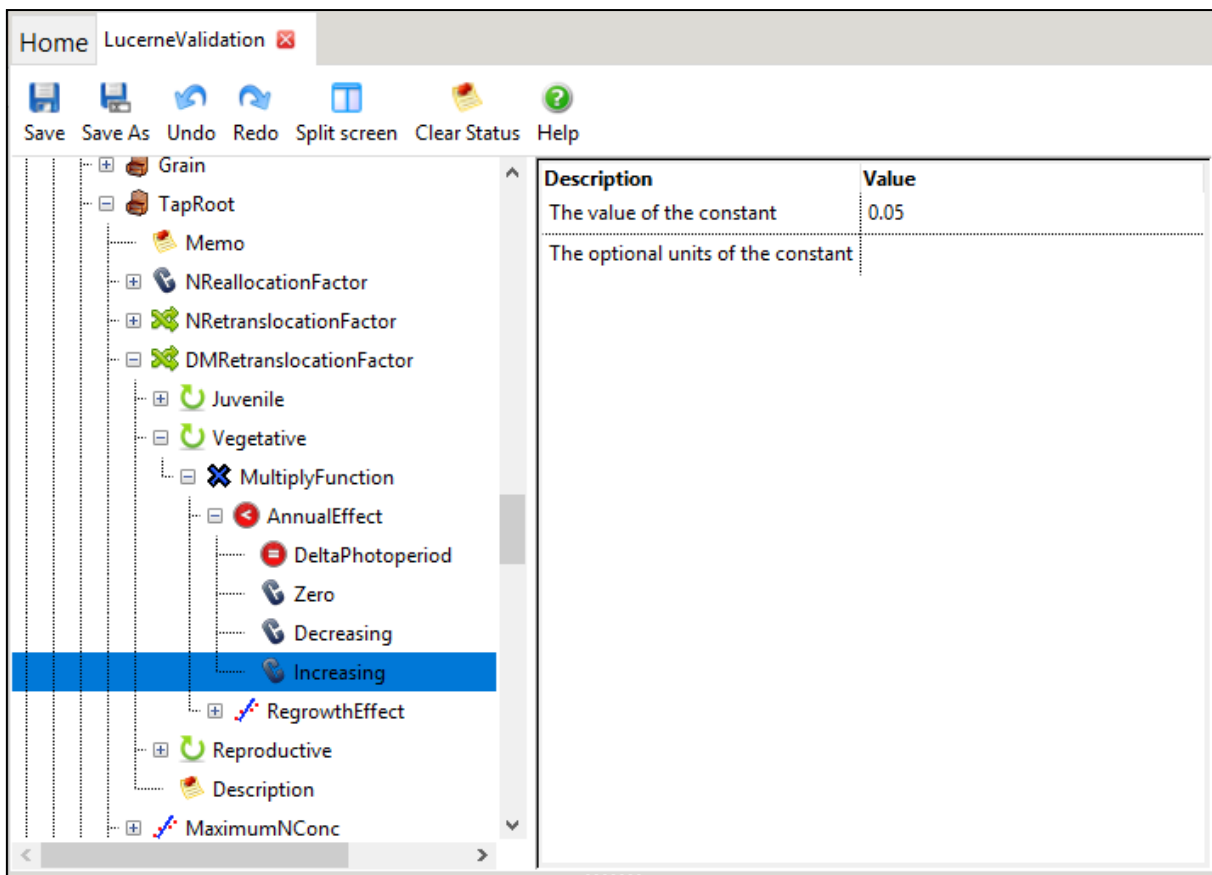 Home LucerneValidation
Save Save As Undo Redo Split screen Clear Status Help
Grain
TapRoot
Memo
NReallocationFactor
NRetranslocationFactor
DMRetranslocationFactor
Juvenile
Vegetative
MultiplyFunction
AnnualEffect
DeltaPhotoperiod
Zero
Decreasing
Increasing
RegrowthEffect
Reproductive
Description
MaximumNConc
Description Value
The value of the constant 0.05
The optional units of the constant